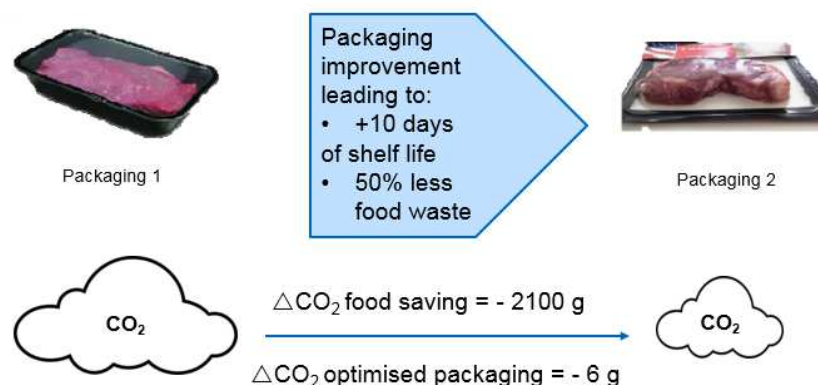 Packaging
improvement
leading to:
• +10 days
of shelf life
• 50% less
food waste
Packaging 1
Packaging 2
CO₂
△CO₂ food saving = - 2100 g
CO₂
△CO₂ optimised packaging = - 6 g